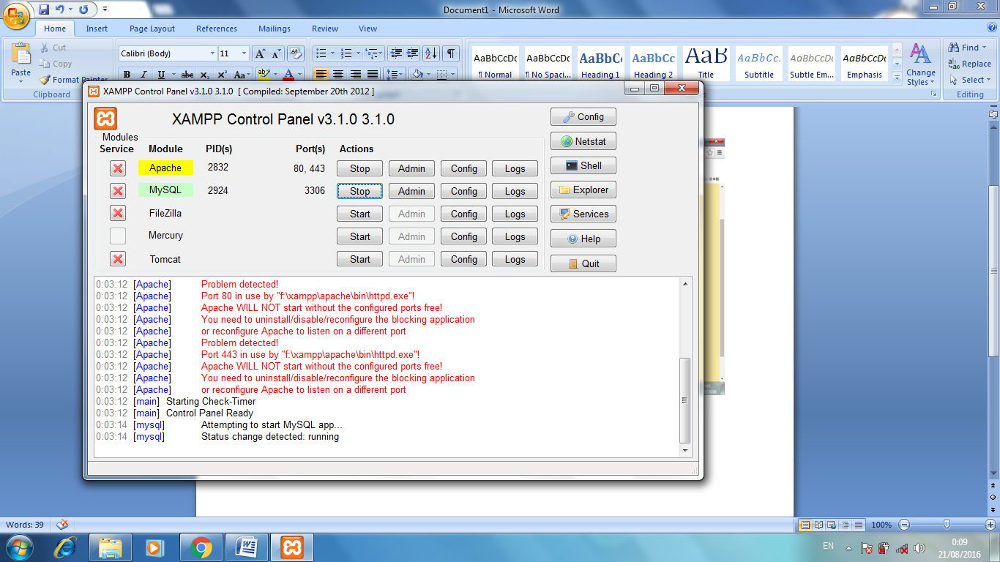 Document1 - Microsoft Word
Home Insert Page Layout References Mailings Review View
Paste
Cut
Copy
Format Painter
Clipboard
Calibri (Body) 11
AaBbCcDc AaBbCcDc AaBbCc AaBbCc AaB AaBbCc. AaBbCcDc AaBbCcDc
¶ Normal ¶ No Spaci... Heading 1 Heading 2 Title Subtitle Subtle Em... Emphasis
Change
Styles
Find
Replace
Select
Editing
XAMPP Control Panel v3.1.0 3.1.0 [ Compiled: September 20th 2012 ]
XAMPP Control Panel v3.1.0 3.1.0
Modules
Service Module PID(s) Port(s) Actions
Apache 2832 80, 443 Stop Admin Config Logs
MySQL 2924 3306 Stop Admin Config Logs
FileZilla Start Admin Config Logs
Mercury Start Admin Config Logs
Tomcat Start Admin Config Logs
Config
Netstat
Shell
Explorer
Services
Help
Quit
0:03:12 [Apache] Problem detected!
0:03:12 [Apache] Port 80 in use by "f:\xampp\apache\bin\httpd.exe"!
0:03:12 [Apache] Apache WILL NOT start without the configured ports free!
0:03:12 [Apache] You need to uninstall/disable/reconfigure the blocking application
0:03:12 [Apache] or reconfigure Apache to listen on a different port
0:03:12 [Apache] Problem detected!
0:03:12 [Apache] Port 443 in use by "f:\xampp\apache\bin\httpd.exe"!
0:03:12 [Apache] Apache WILL NOT start without the configured ports free!
0:03:12 [Apache] You need to uninstall/disable/reconfigure the blocking application
0:03:12 [Apache] or reconfigure Apache to listen on a different port
0:03:12 [main] Starting Check-Timer
0:03:12 [main] Control Panel Ready
0:03:14 [mysql] Attempting to start MySQL app...
0:03:14 [mysql] Status change detected: running
Words: 39 100%
EN 0:09
21/08/2016